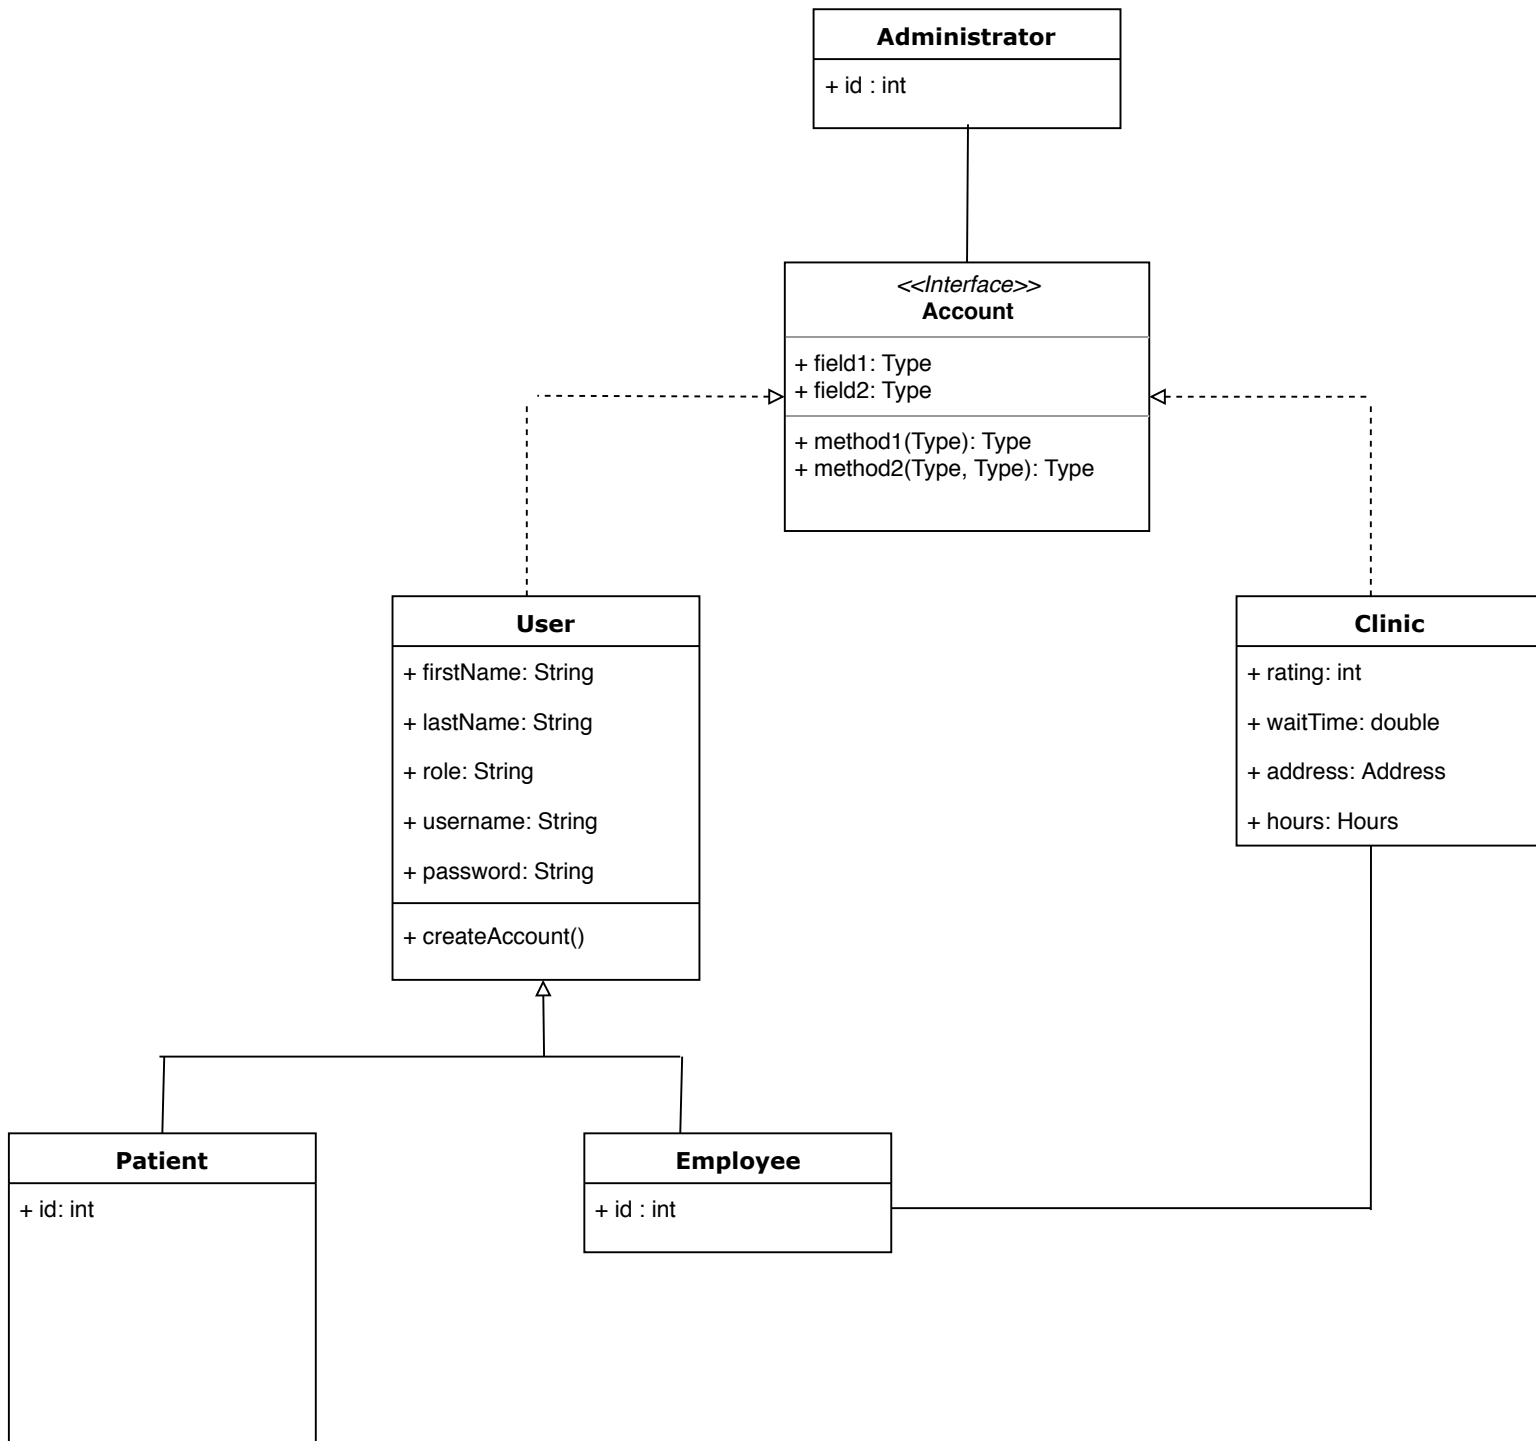 Administrator
+ id : int
<<Interface>>
Account
+ field1: Type
+ field2: Type
+ method1(Type): Type
+ method2(Type, Type): Type
User
+ firstName: String
+ lastName: String
+ role: String
+ username: String
+ password: String
+ createAccount()
Clinic
+ rating: int
+ waitTime: double
+ address: Address
+ hours: Hours
Patient
+ id: int
Employee
+ id : int